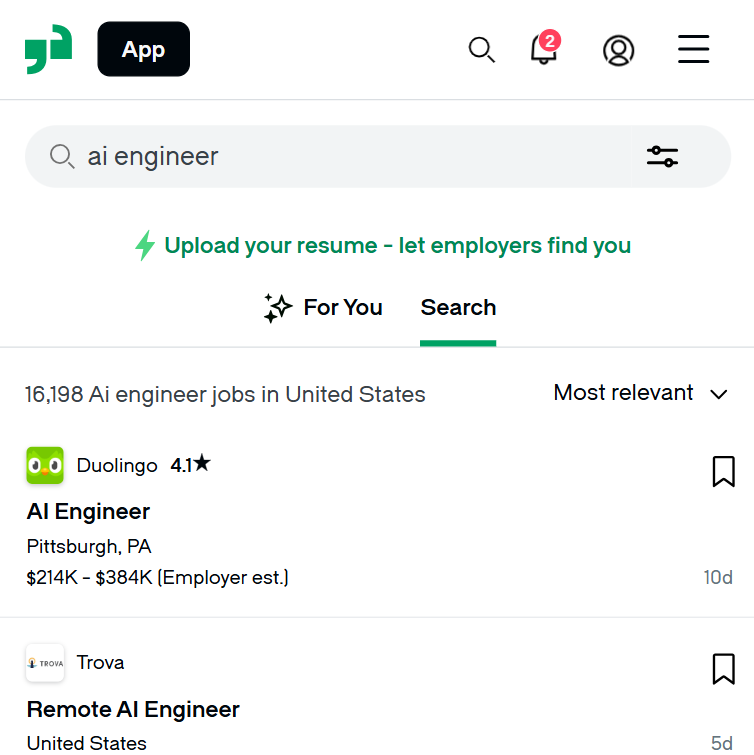 App
2
ai engineer
Upload your resume - let employers find you
For You
Search
16,198 Ai engineer jobs in United States
Most relevant
Duolingo 4.1★
AI Engineer
Pittsburgh, PA
$214K - $384K (Employer est.)
10d
TROVA
Trova
Remote AI Engineer
United States
5d